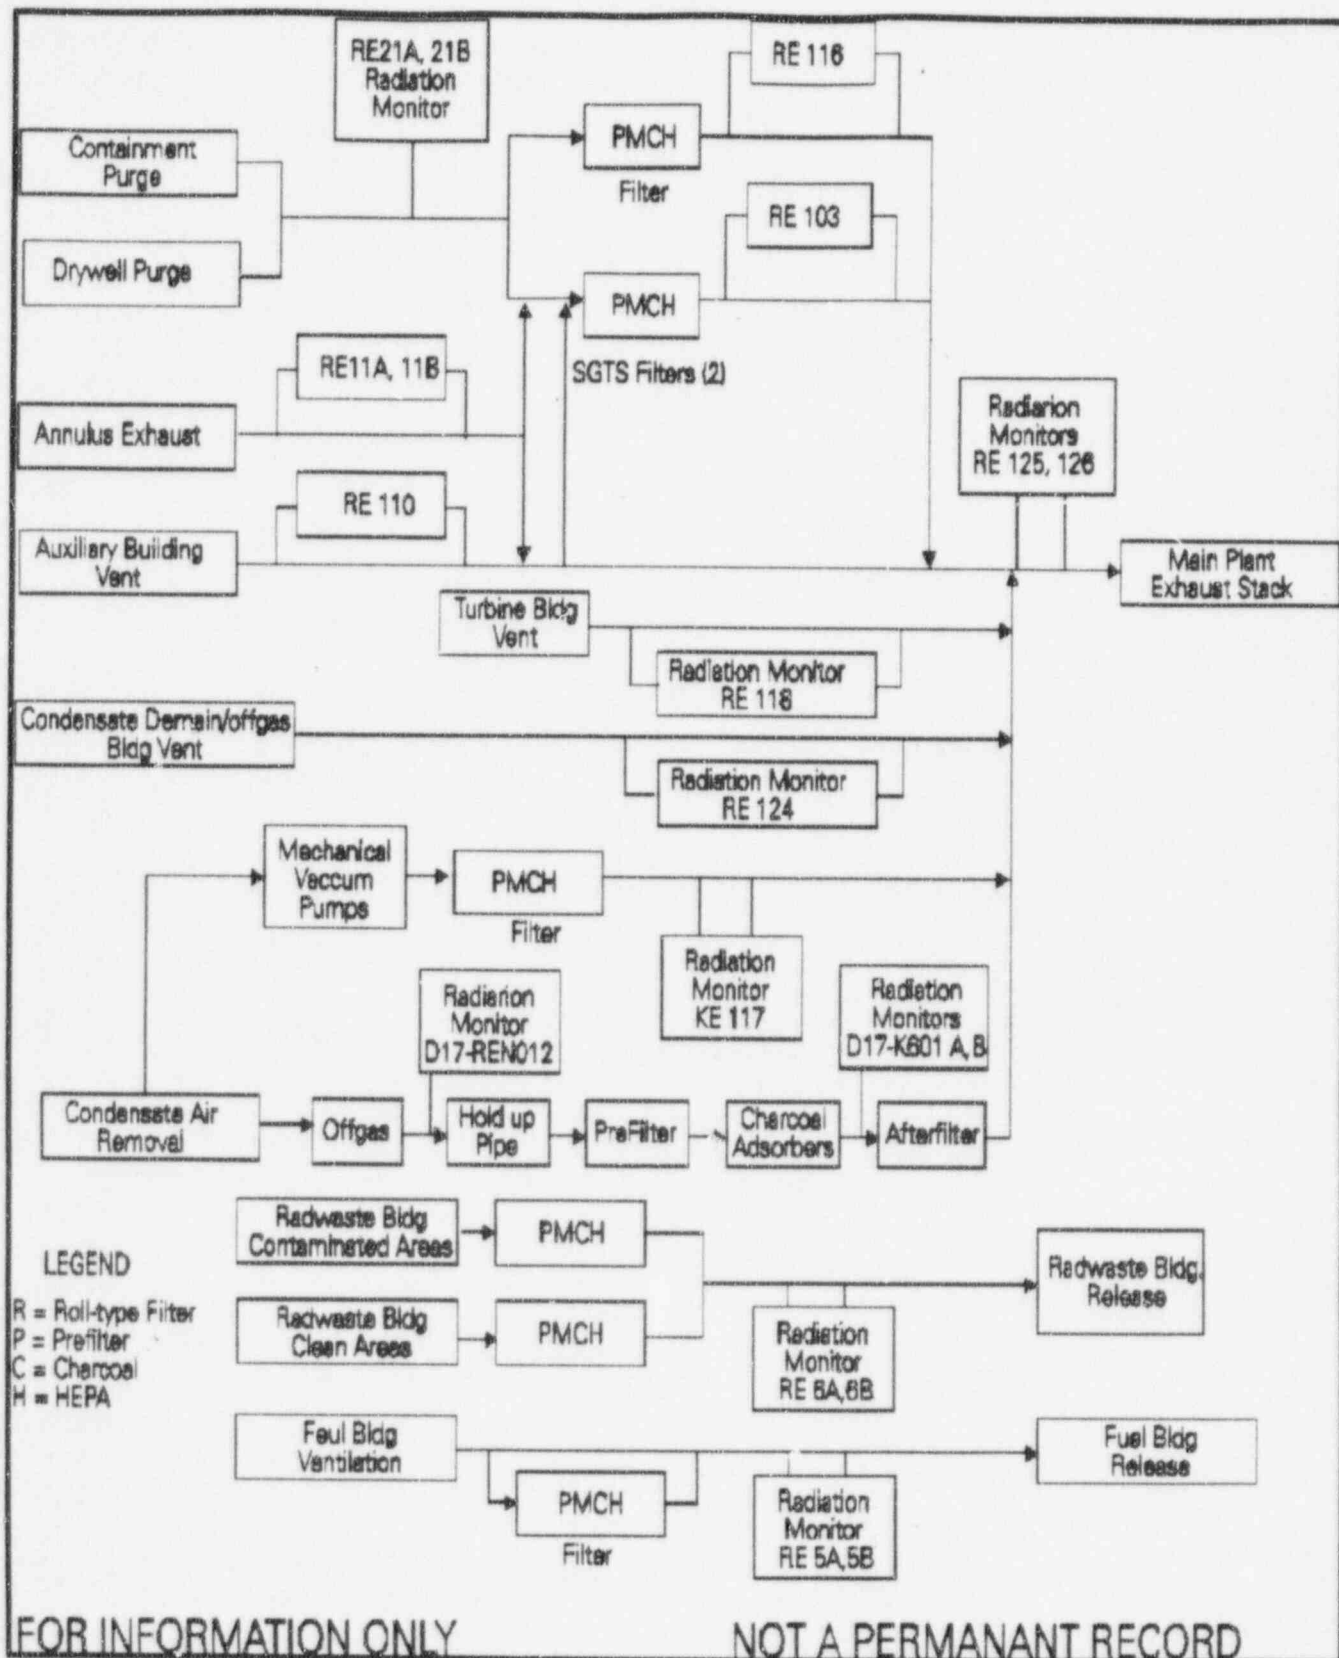 RE21A, 21B
Radiation
Monitor
RE 116
Containment
Purge
PMCH
Filter
RE 103
Drywell Purge
PMCH
SGTS Filters (2)
RE11A, 11B
Annulus Exhaust
Radiarion
Monitors
RE 125, 126
RE 110
Auxiliary Building
Vent
Main Plant
Exhaust Stack
Turbine Bldg
Vent
Radiation Monitor
RE 118
Condensate Demain/offgas
Bldg Vent
Radiation Monitor
RE 124
Mechanical
Vaccum
Pumps
PMCH
Filter
Radiation
Monitor
KE 117
Radiarion
Monitor
D17-REN012
Radiation
Monitors
D17-K601 A, B
Condensate Air
Removal
Offgas
Hold up
Pipe
PreFilter
Charcoal
Adsorbers
Afterfilter
Radwaste Bldg
Contaminated Areas
PMCH
Radwaste Bldg.
Release
LEGEND
R = Roll-type Filter
P = Prefilter
C = Charcoal
H = HEPA
Radwaste Bldg
Clean Areas
PMCH
Radiation
Monitor
RE 6A,6B
Feul Bldg
Ventilation
PMCH
Filter
Radiation
Monitor
RE 5A,5B
Fuel Bldg
Release
FOR INFORMATION ONLY
NOT A PERMANANT RECORD